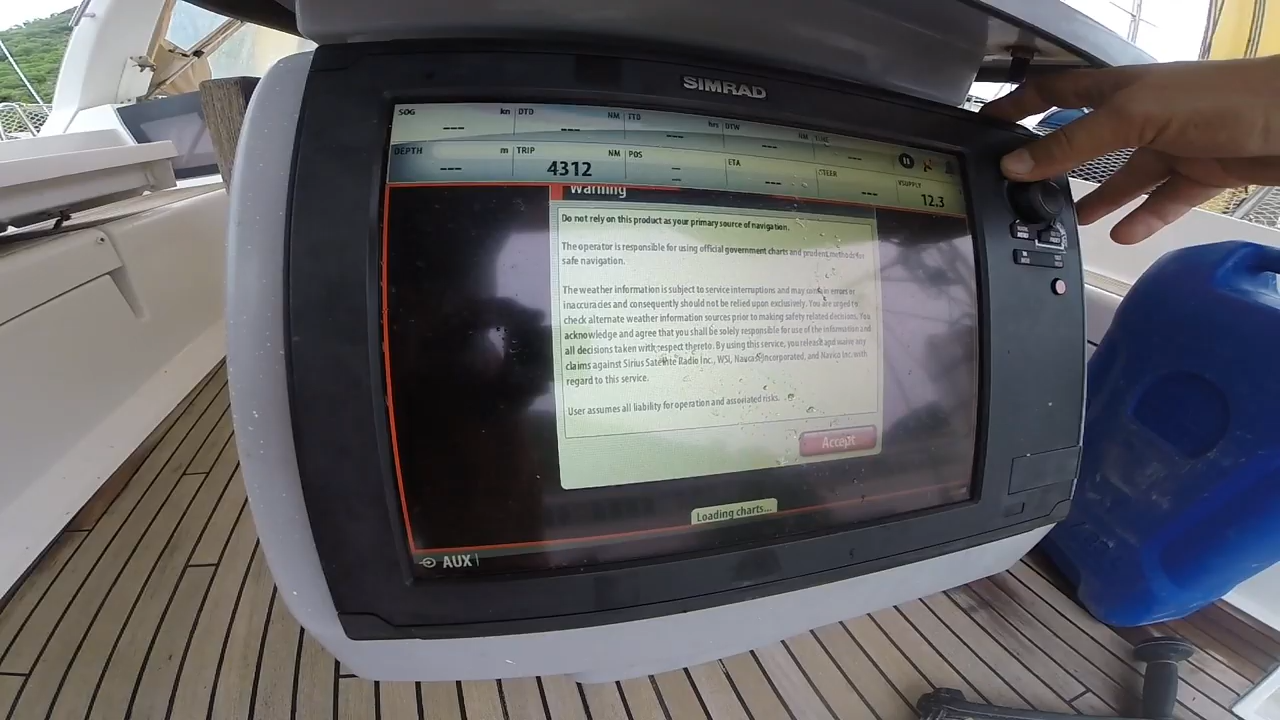 SIMRAD
SOG kn DTD NM TTD hrs DTW NM
--- --- --- --- ---
DEPTH m TRIP NM POS ETA STEER VSUPPLY
--- 4312 -- --- --- 12.3
Warning
Do not rely on this product as your primary source of navigation.
The operator is responsible for using official government charts and prudent methods for
safe navigation.
The weather information is subject to service interruptions and may contain errors or
inaccuracies and consequently should not be relied upon exclusively. You are urged to
check alternate weather information sources prior to making safety related decisions. You
acknowledge and agree that you shall be solely responsible for use of the information and
all decisions taken with respect thereto. By using this service, you release and waive any
claims against Sirius Satellite Radio Inc., WSI, Navcast Incorporated, and Navico Inc. with
regard to this service.
User assumes all liability for operation and associated risks.
Accept
Loading charts...
AUX